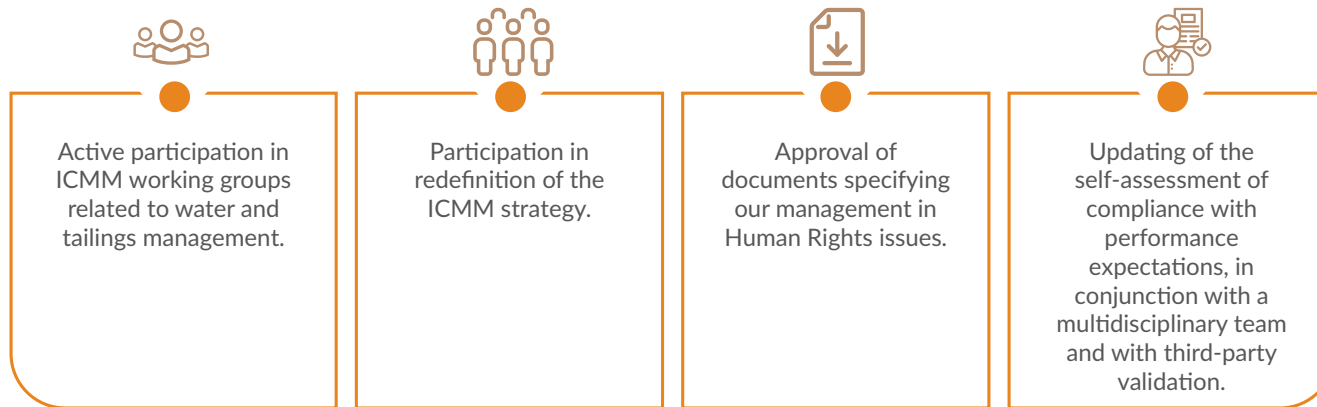 Active participation in
ICMM working groups
related to water and
tailings management.
Participation in
redefinition of the
ICMM strategy.
Approval of
documents specifying
our management in
Human Rights issues.
Updating of the
self-assessment of
compliance with
performance
expectations, in
conjunction with a
multidisciplinary team
and with third-party
validation.